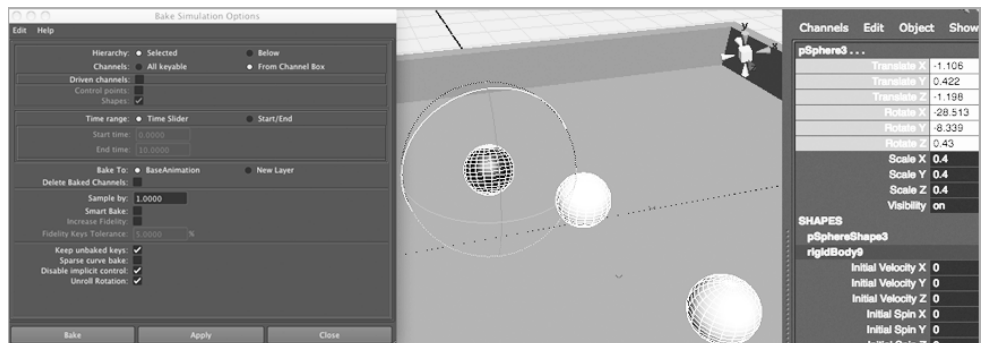 Bake Simulation Options
Edit Help
Hierarchy: Selected Below
Channels: All keyable From Channel Box
Driven channels:
Control points:
Shapes:
Time range: Time Slider Start/End
Start time: 0.0000
End time: 10.0000
Bake To: BaseAnimation New Layer
Delete Baked Channels:
Sample by: 1.0000
Smart Bake:
Increase Fidelity:
Fidelity Keys Tolerance: 5.0000 %
Keep unbaked keys:
Sparse curve bake:
Disable implicit control:
Unroll Rotation:
Bake Apply Close
y
x
Channels Edit Object Show
pSphere3 . . .
Translate X -1.106
Translate Y 0.422
Translate Z -1.198
Rotate X -28.513
Rotate Y -8.339
Rotate Z 0.43
Scale X 0.4
Scale Y 0.4
Scale Z 0.4
Visibility on
SHAPES
pSphereShape3
rigidBody9
Initial Velocity X 0
Initial Velocity Y 0
Initial Velocity Z 0
Initial Spin X 0
Initial Spin Y 0